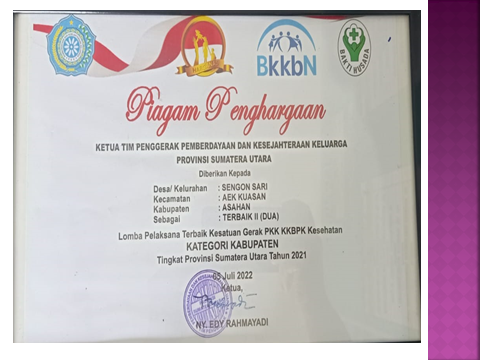 BkkbN
BAKTI HUSADA
Piagam Penghargaan
KETUA TIM PENGGERAK PEMBERDAYAAN DAN KESEJAHTERAAN KELUARGA
PROVINSI SUMATERA UTARA
Diberikan Kepada
Desa/ Kelurahan : SENGON SARI
Kecamatan : AEK KUASAN
Kabupaten : ASAHAN
Sebagai : TERBAIK II (DUA)
Lomba Pelaksana Terbaik Kesatuan Gerak PKK KKBPK Kesehatan
KATEGORI KABUPATEN
Tingkat Provinsi Sumatera Utara Tahun 2021
05 Juli 2022
Ketua,
NY. EDY RAHMAYADI